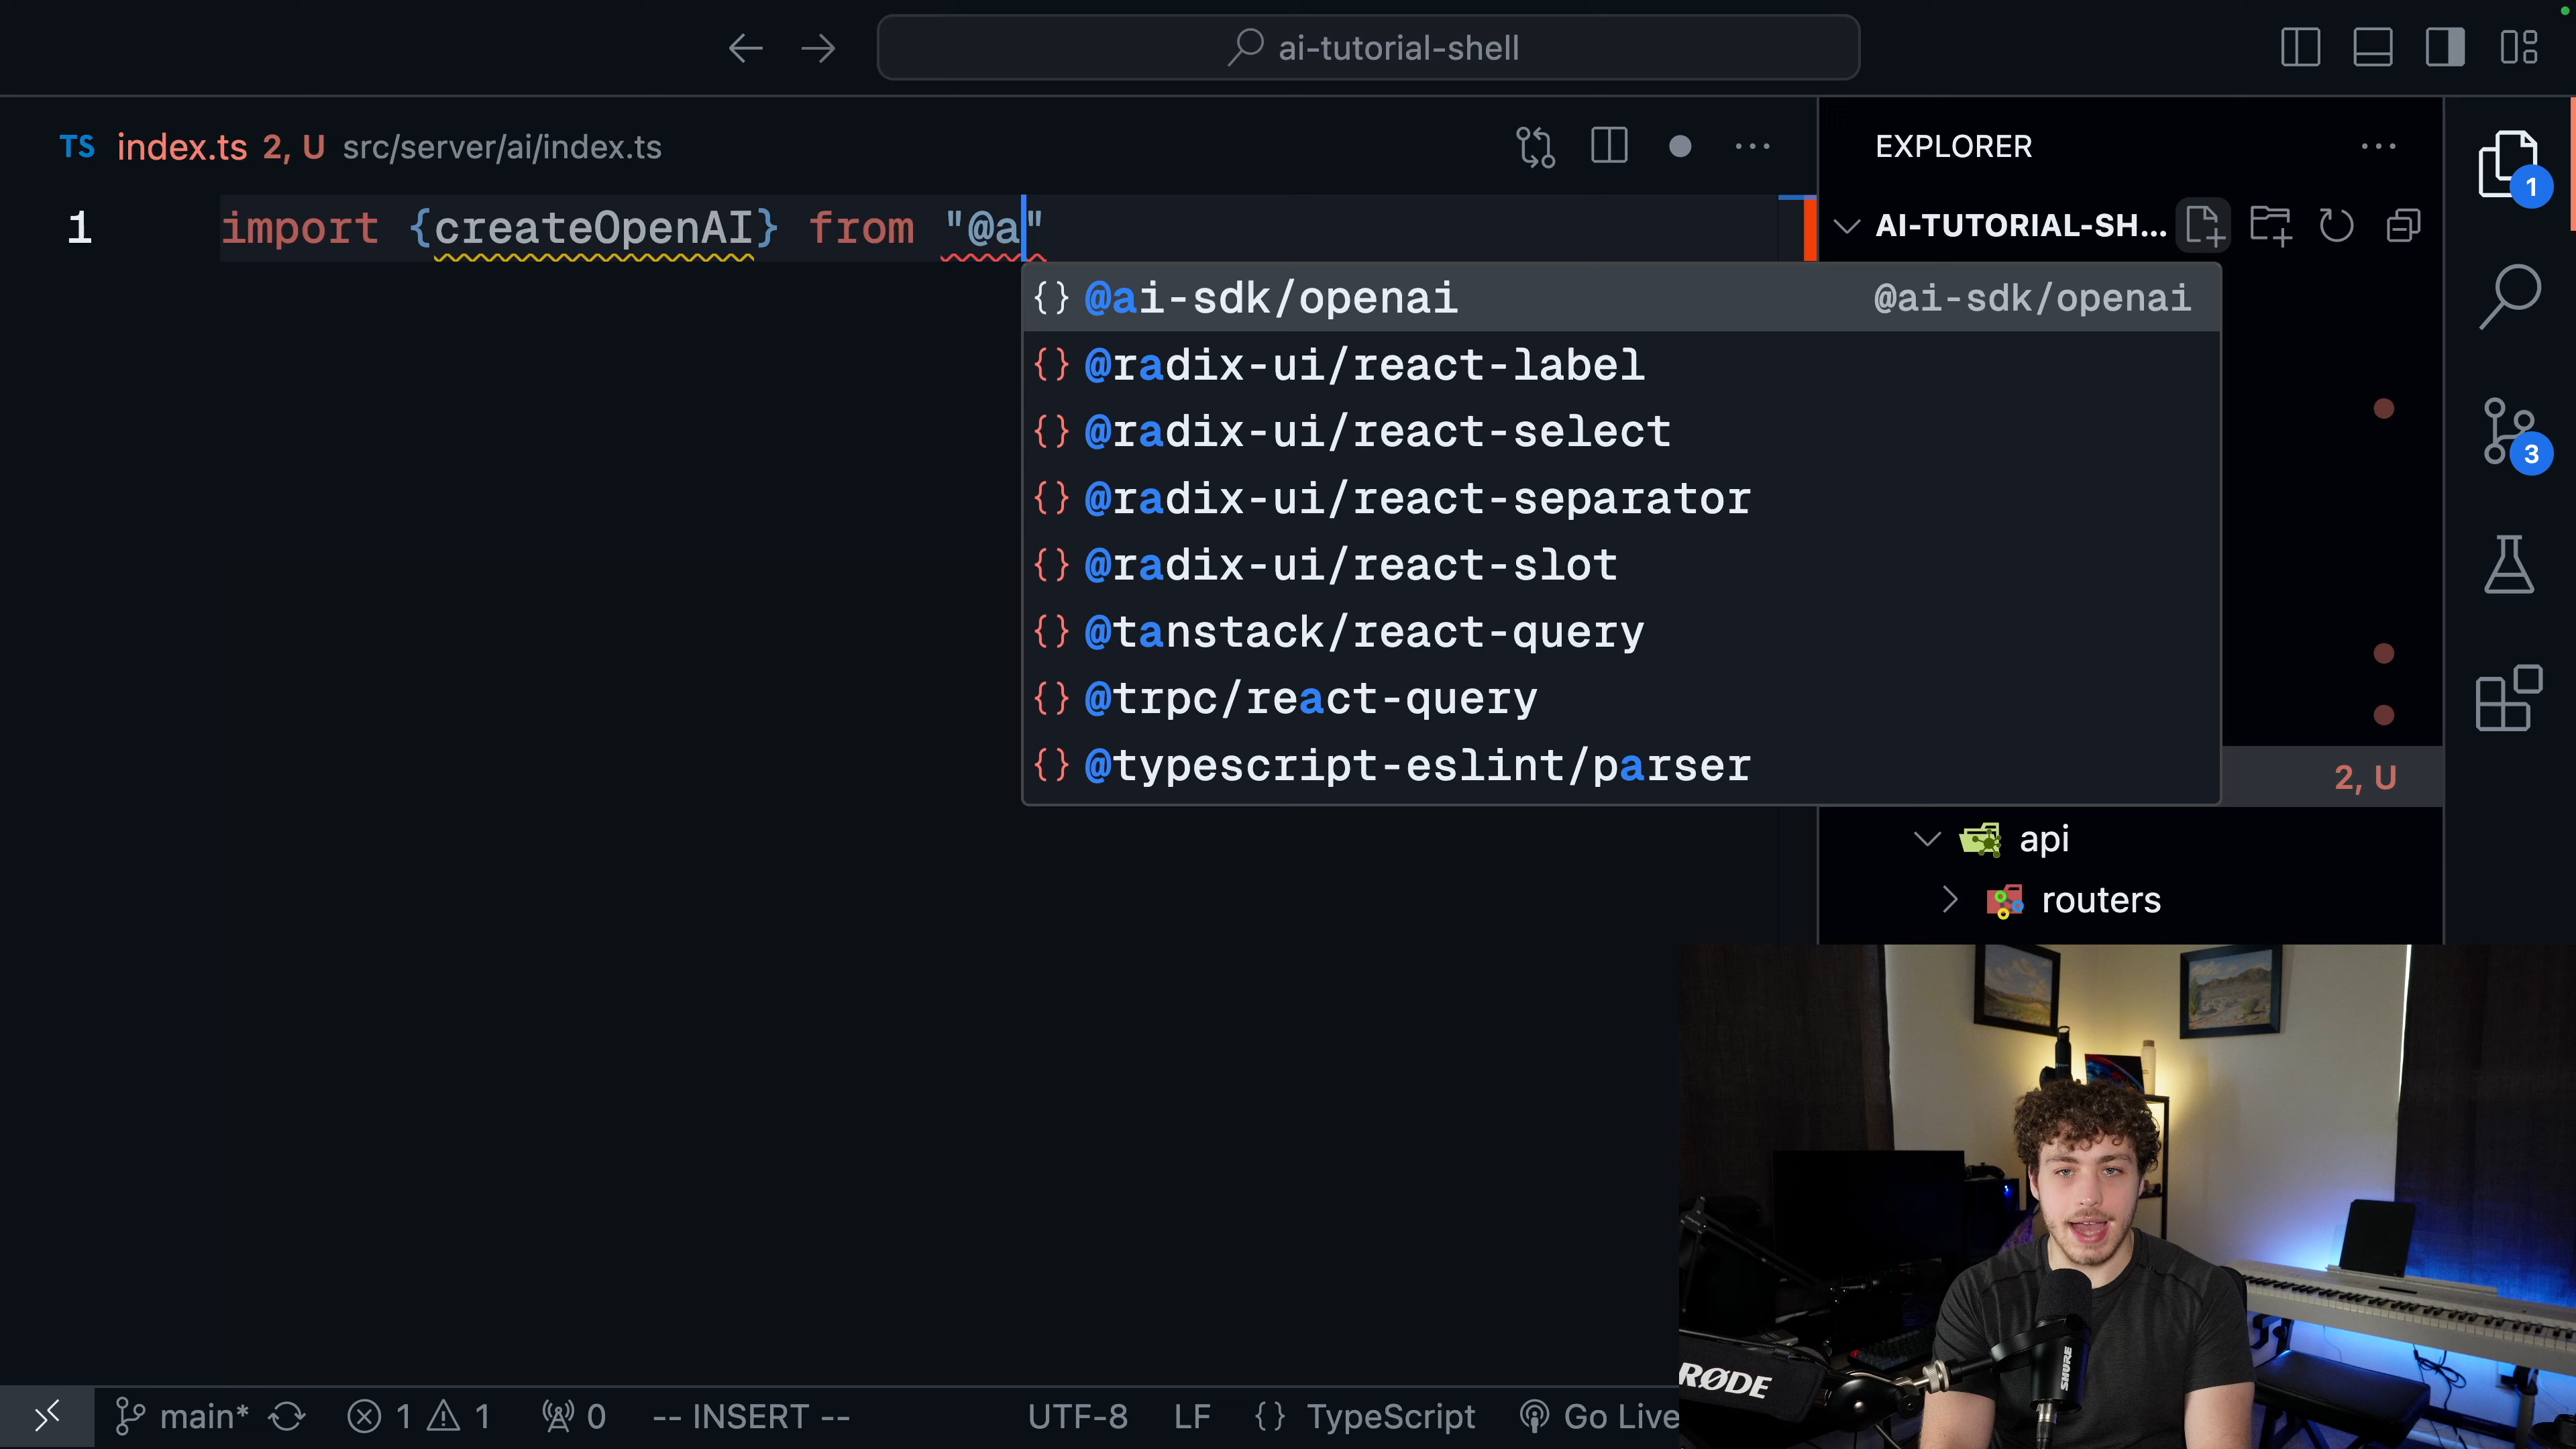 ai-tutorial-shell
TS index.ts 2, U src/server/ai/index.ts
EXPLORER
1 import {createOpenAI} from "@a"
AI-TUTORIAL-SH...
1
{} @ai-sdk/openai @ai-sdk/openai
{} @radix-ui/react-label
{} @radix-ui/react-select
{} @radix-ui/react-separator
{} @radix-ui/react-slot
{} @tanstack/react-query
{} @trpc/react-query
{} @typescript-eslint/parser
3
2, U
api
routers
main* 1 1 0 -- INSERT -- UTF-8 LF {} TypeScript Go Live
RØDE
SHURE